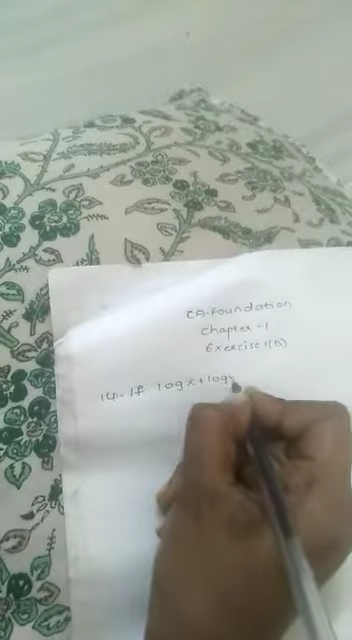 CA-Foundation
Chapter -1
Exercise 1(D)
14. If log x + log